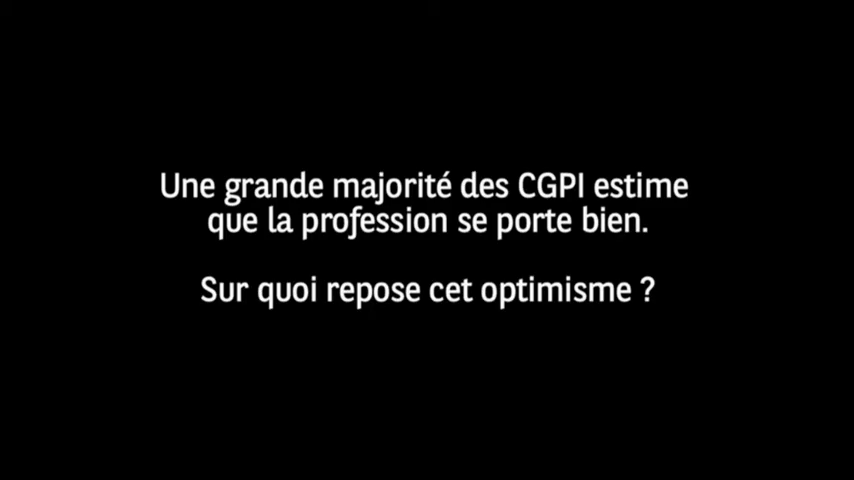 Une grande majorité des CGPI estime
que la profession se porte bien.
Sur quoi repose cet optimisme ?